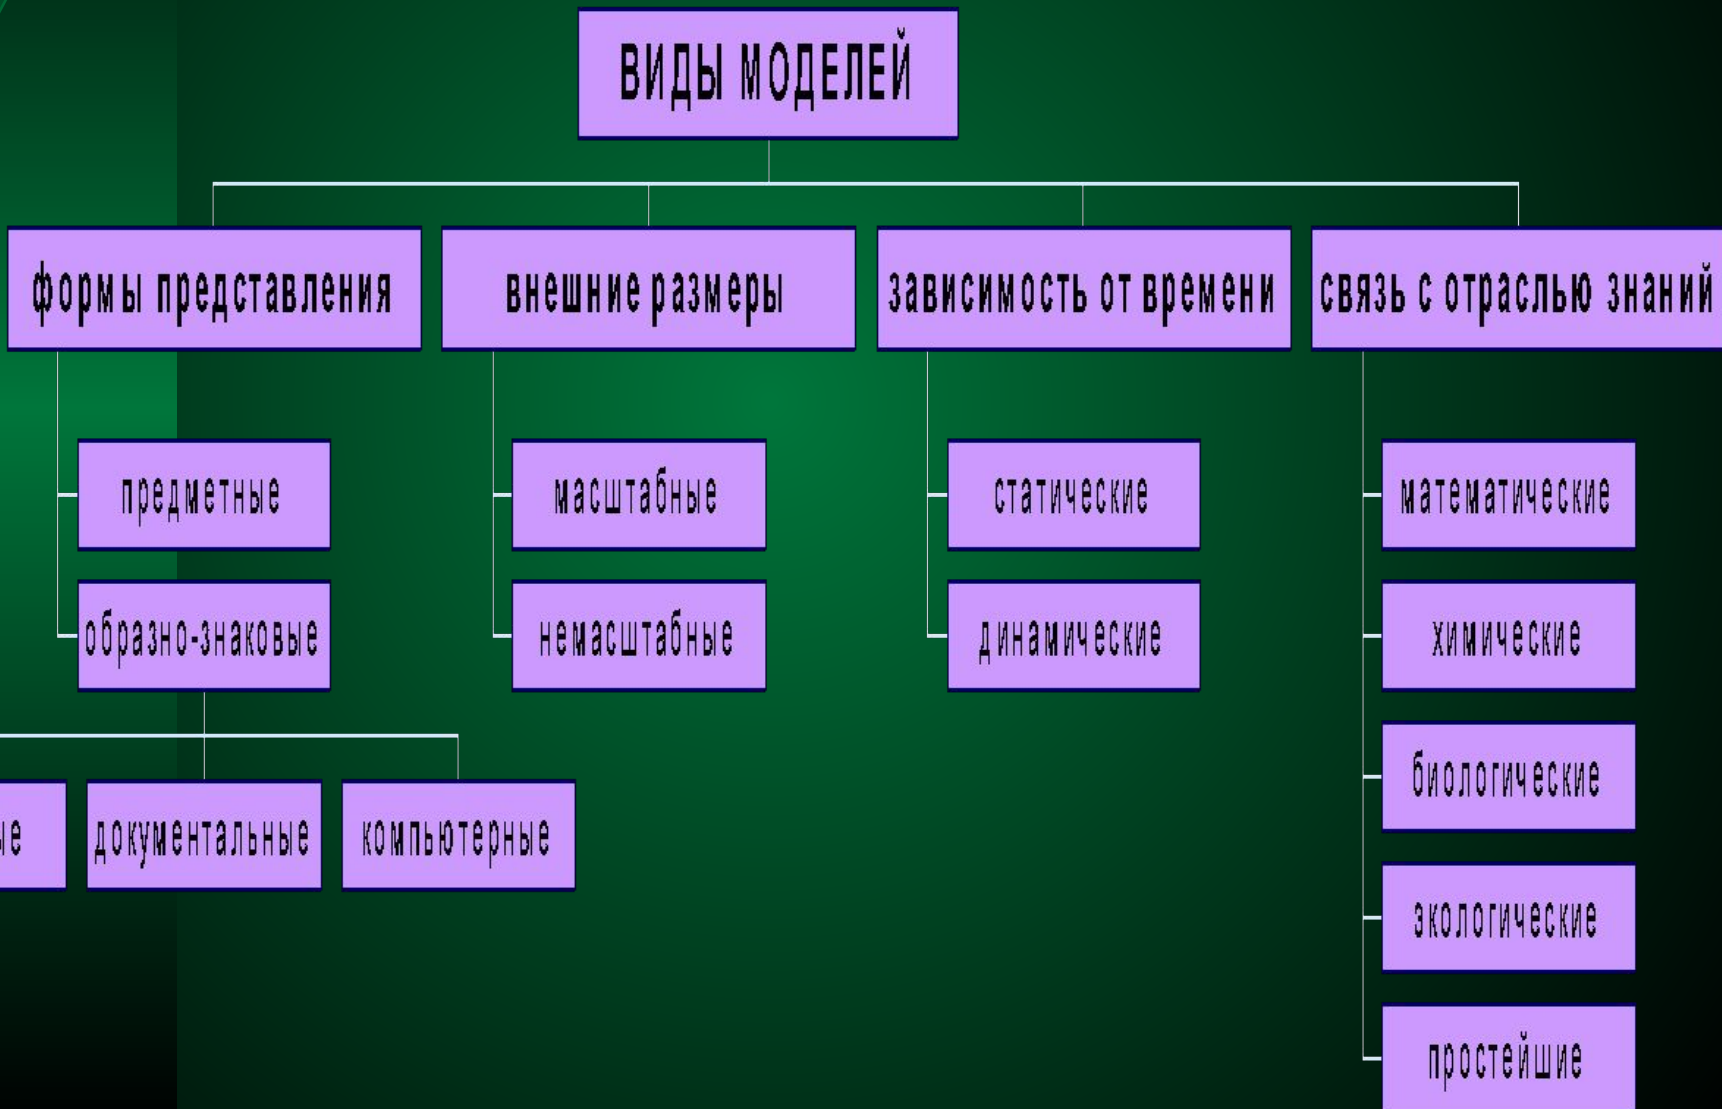 ВИДЫ МОДЕЛЕЙ
формы представления
внешние размеры
зависимость от времени
связь с отраслью знаний
предметные
масштабные
статические
математические
образно-знаковые
немасштабные
динамические
химические
биологические
документальные
компьютерные
экологические
простейшие